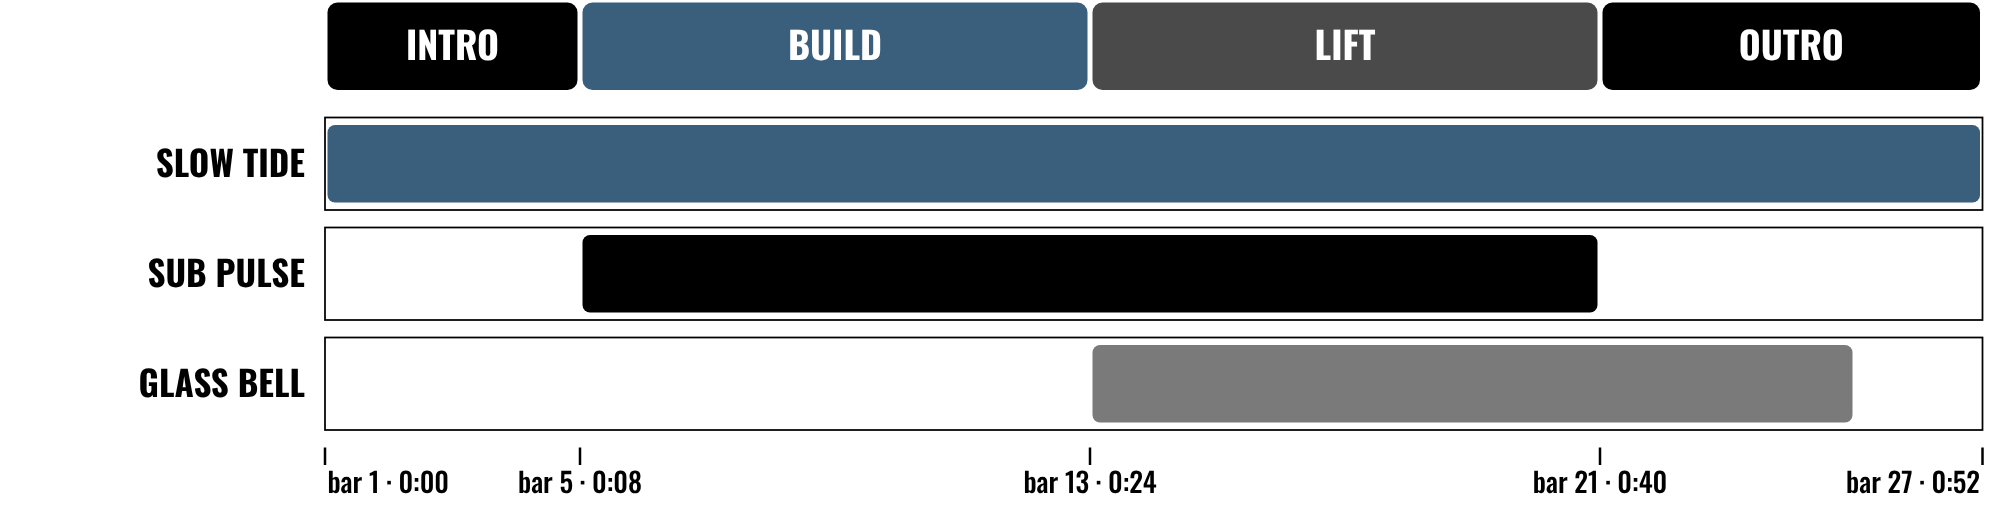 INTRO BUILD LIFT OUTRO
SLOW TIDE
SUB PULSE
GLASS BELL
bar 1 · 0:00 bar 5 · 0:08 bar 13 · 0:24 bar 21 · 0:40 bar 27 · 0:52